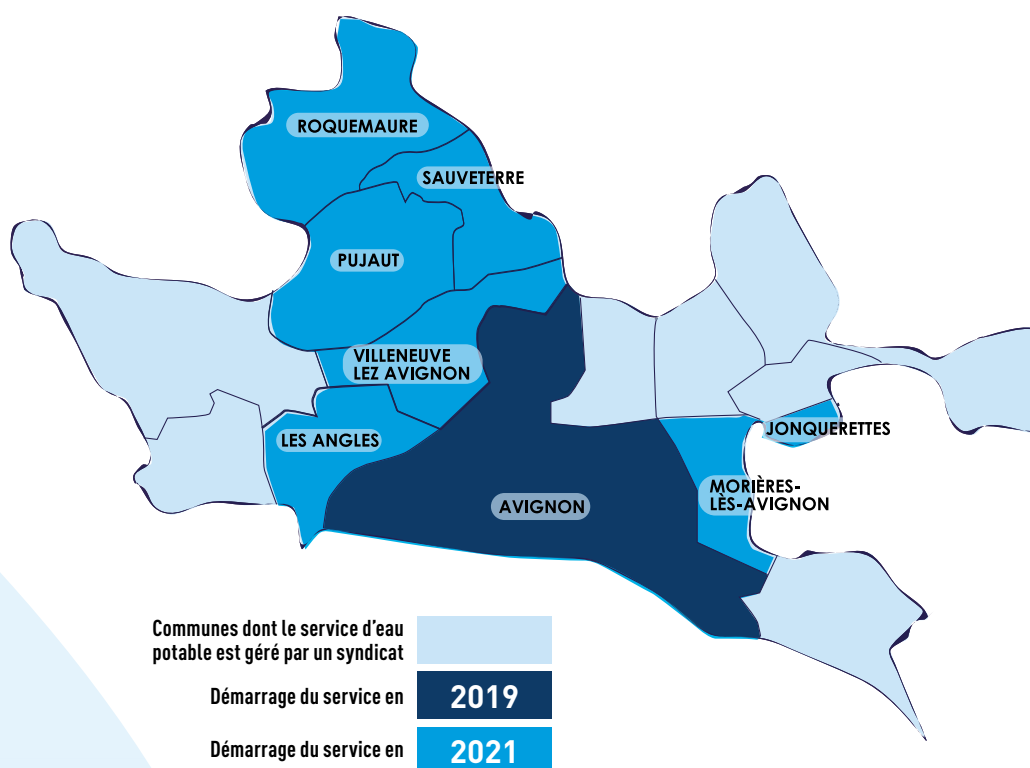 ROQUEMAURE
SAUVETERRE
PUJAUT
VILLENEUVE
LEZ AVIGNON
LES ANGLES
JONQUERETTES
MORIÈRES-
LÈS-AVIGNON
AVIGNON
Communes dont le service d'eau
potable est géré par un syndicat
Démarrage du service en 2019
Démarrage du service en 2021